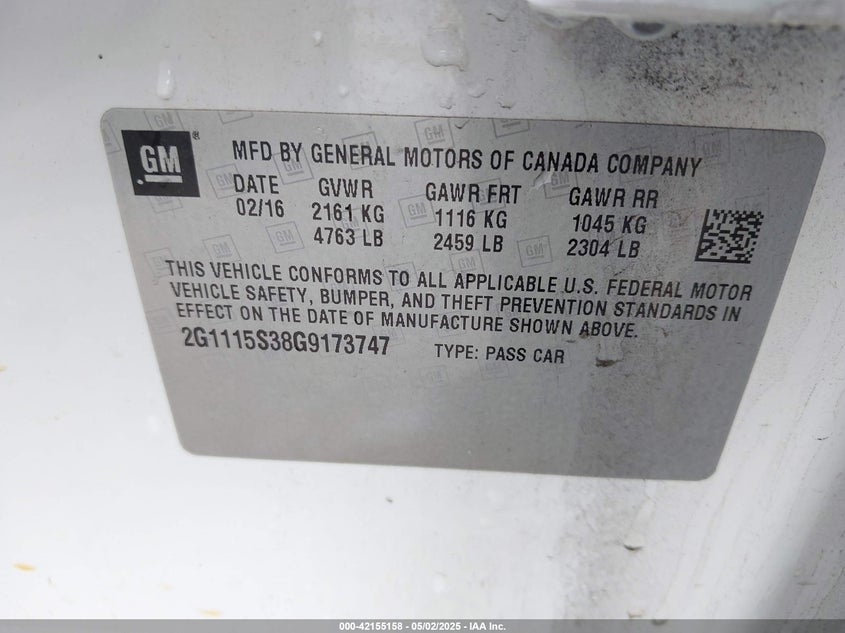 GM
MFD BY GENERAL MOTORS OF CANADA COMPANY
DATE GVWR GAWR FRT GAWR RR
02/16 2161 KG 1116 KG 1045 KG
4763 LB 2459 LB 2304 LB
THIS VEHICLE CONFORMS TO ALL APPLICABLE U.S. FEDERAL MOTOR
VEHICLE SAFETY, BUMPER, AND THEFT PREVENTION STANDARDS IN
EFFECT ON THE DATE OF MANUFACTURE SHOWN ABOVE.
2G1115S38G9173747 TYPE: PASS CAR
000-42155158 - 05/02/2025 - IAA Inc.